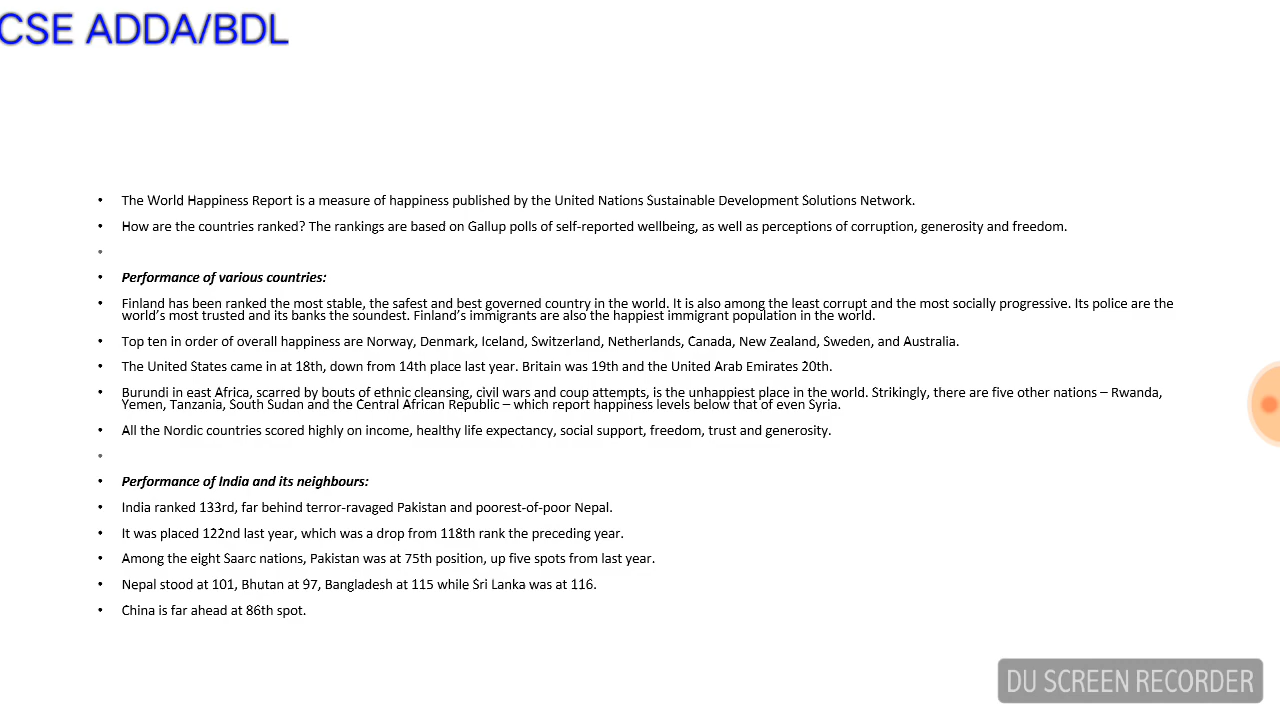 CSE ADDA/BDL
• The World Happiness Report is a measure of happiness published by the United Nations Sustainable Development Solutions Network.
• How are the countries ranked? The rankings are based on Gallup polls of self-reported wellbeing, as well as perceptions of corruption, generosity and freedom.
•
• Performance of various countries:
• Finland has been ranked the most stable, the safest and best governed country in the world. It is also among the least corrupt and the most socially progressive. Its police are the
world's most trusted and its banks the soundest. Finland's immigrants are also the happiest immigrant population in the world.
• Top ten in order of overall happiness are Norway, Denmark, Iceland, Switzerland, Netherlands, Canada, New Zealand, Sweden, and Australia.
• The United States came in at 18th, down from 14th place last year. Britain was 19th and the United Arab Emirates 20th.
• Burundi in east Africa, scarred by bouts of ethnic cleansing, civil wars and coup attempts, is the unhappiest place in the world. Strikingly, there are five other nations – Rwanda,
Yemen, Tanzania, South Sudan and the Central African Republic – which report happiness levels below that of even Syria.
• All the Nordic countries scored highly on income, healthy life expectancy, social support, freedom, trust and generosity.
•
• Performance of India and its neighbours:
• India ranked 133rd, far behind terror-ravaged Pakistan and poorest-of-poor Nepal.
• It was placed 122nd last year, which was a drop from 118th rank the preceding year.
• Among the eight Saarc nations, Pakistan was at 75th position, up five spots from last year.
• Nepal stood at 101, Bhutan at 97, Bangladesh at 115 while Sri Lanka was at 116.
• China is far ahead at 86th spot.
DU SCREEN RECORDER